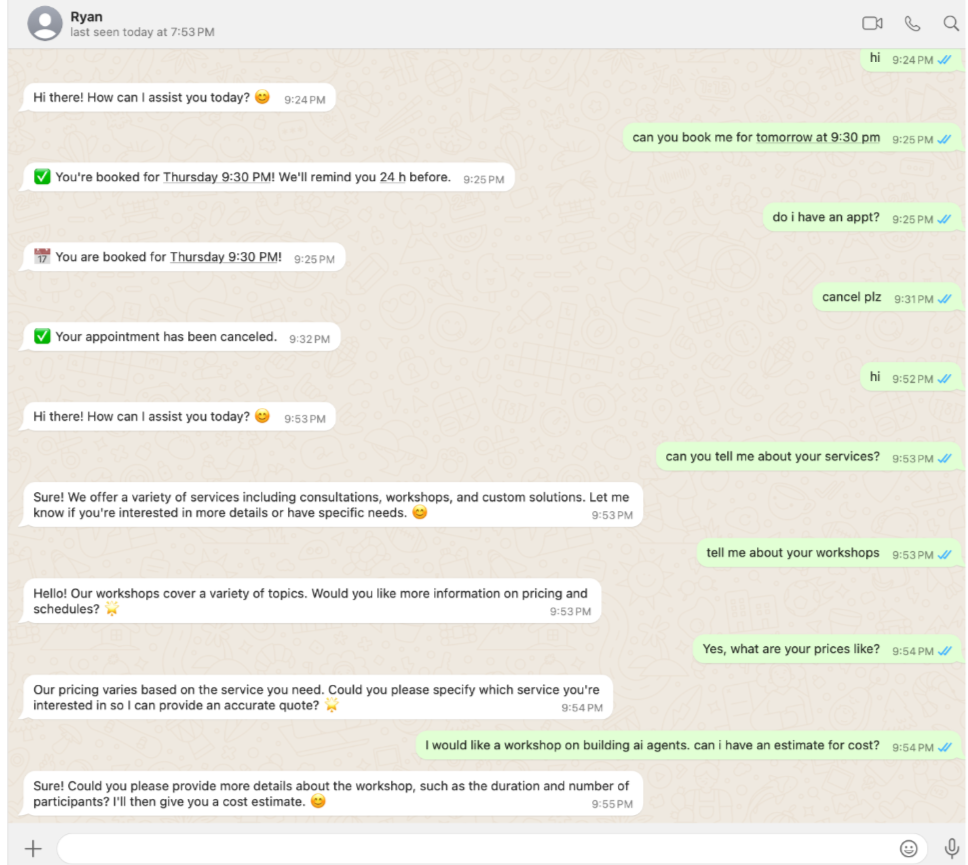 Ryan
last seen today at 7:53 PM
hi 9:24 PM
Hi there! How can I assist you today? 😊 9:24 PM
can you book me for tomorrow at 9:30 pm 9:25 PM
✅ You're booked for Thursday 9:30 PM! We'll remind you 24 h before. 9:25 PM
do i have an appt? 9:25 PM
📅 You are booked for Thursday 9:30 PM! 9:25 PM
cancel plz 9:31 PM
✅ Your appointment has been canceled. 9:32 PM
hi 9:52 PM
Hi there! How can I assist you today? 😊 9:53 PM
can you tell me about your services? 9:53 PM
Sure! We offer a variety of services including consultations, workshops, and custom solutions. Let me
know if you're interested in more details or have specific needs. 😊 9:53 PM
tell me about your workshops 9:53 PM
Hello! Our workshops cover a variety of topics. Would you like more information on pricing and
schedules? 🌟 9:53 PM
Yes, what are your prices like? 9:54 PM
Our pricing varies based on the service you need. Could you please specify which service you're
interested in so I can provide an accurate quote? 🌟 9:54 PM
I would like a workshop on building ai agents. can i have an estimate for cost? 9:54 PM
Sure! Could you please provide more details about the workshop, such as the duration and number of
participants? I'll then give you a cost estimate. 😊 9:55 PM